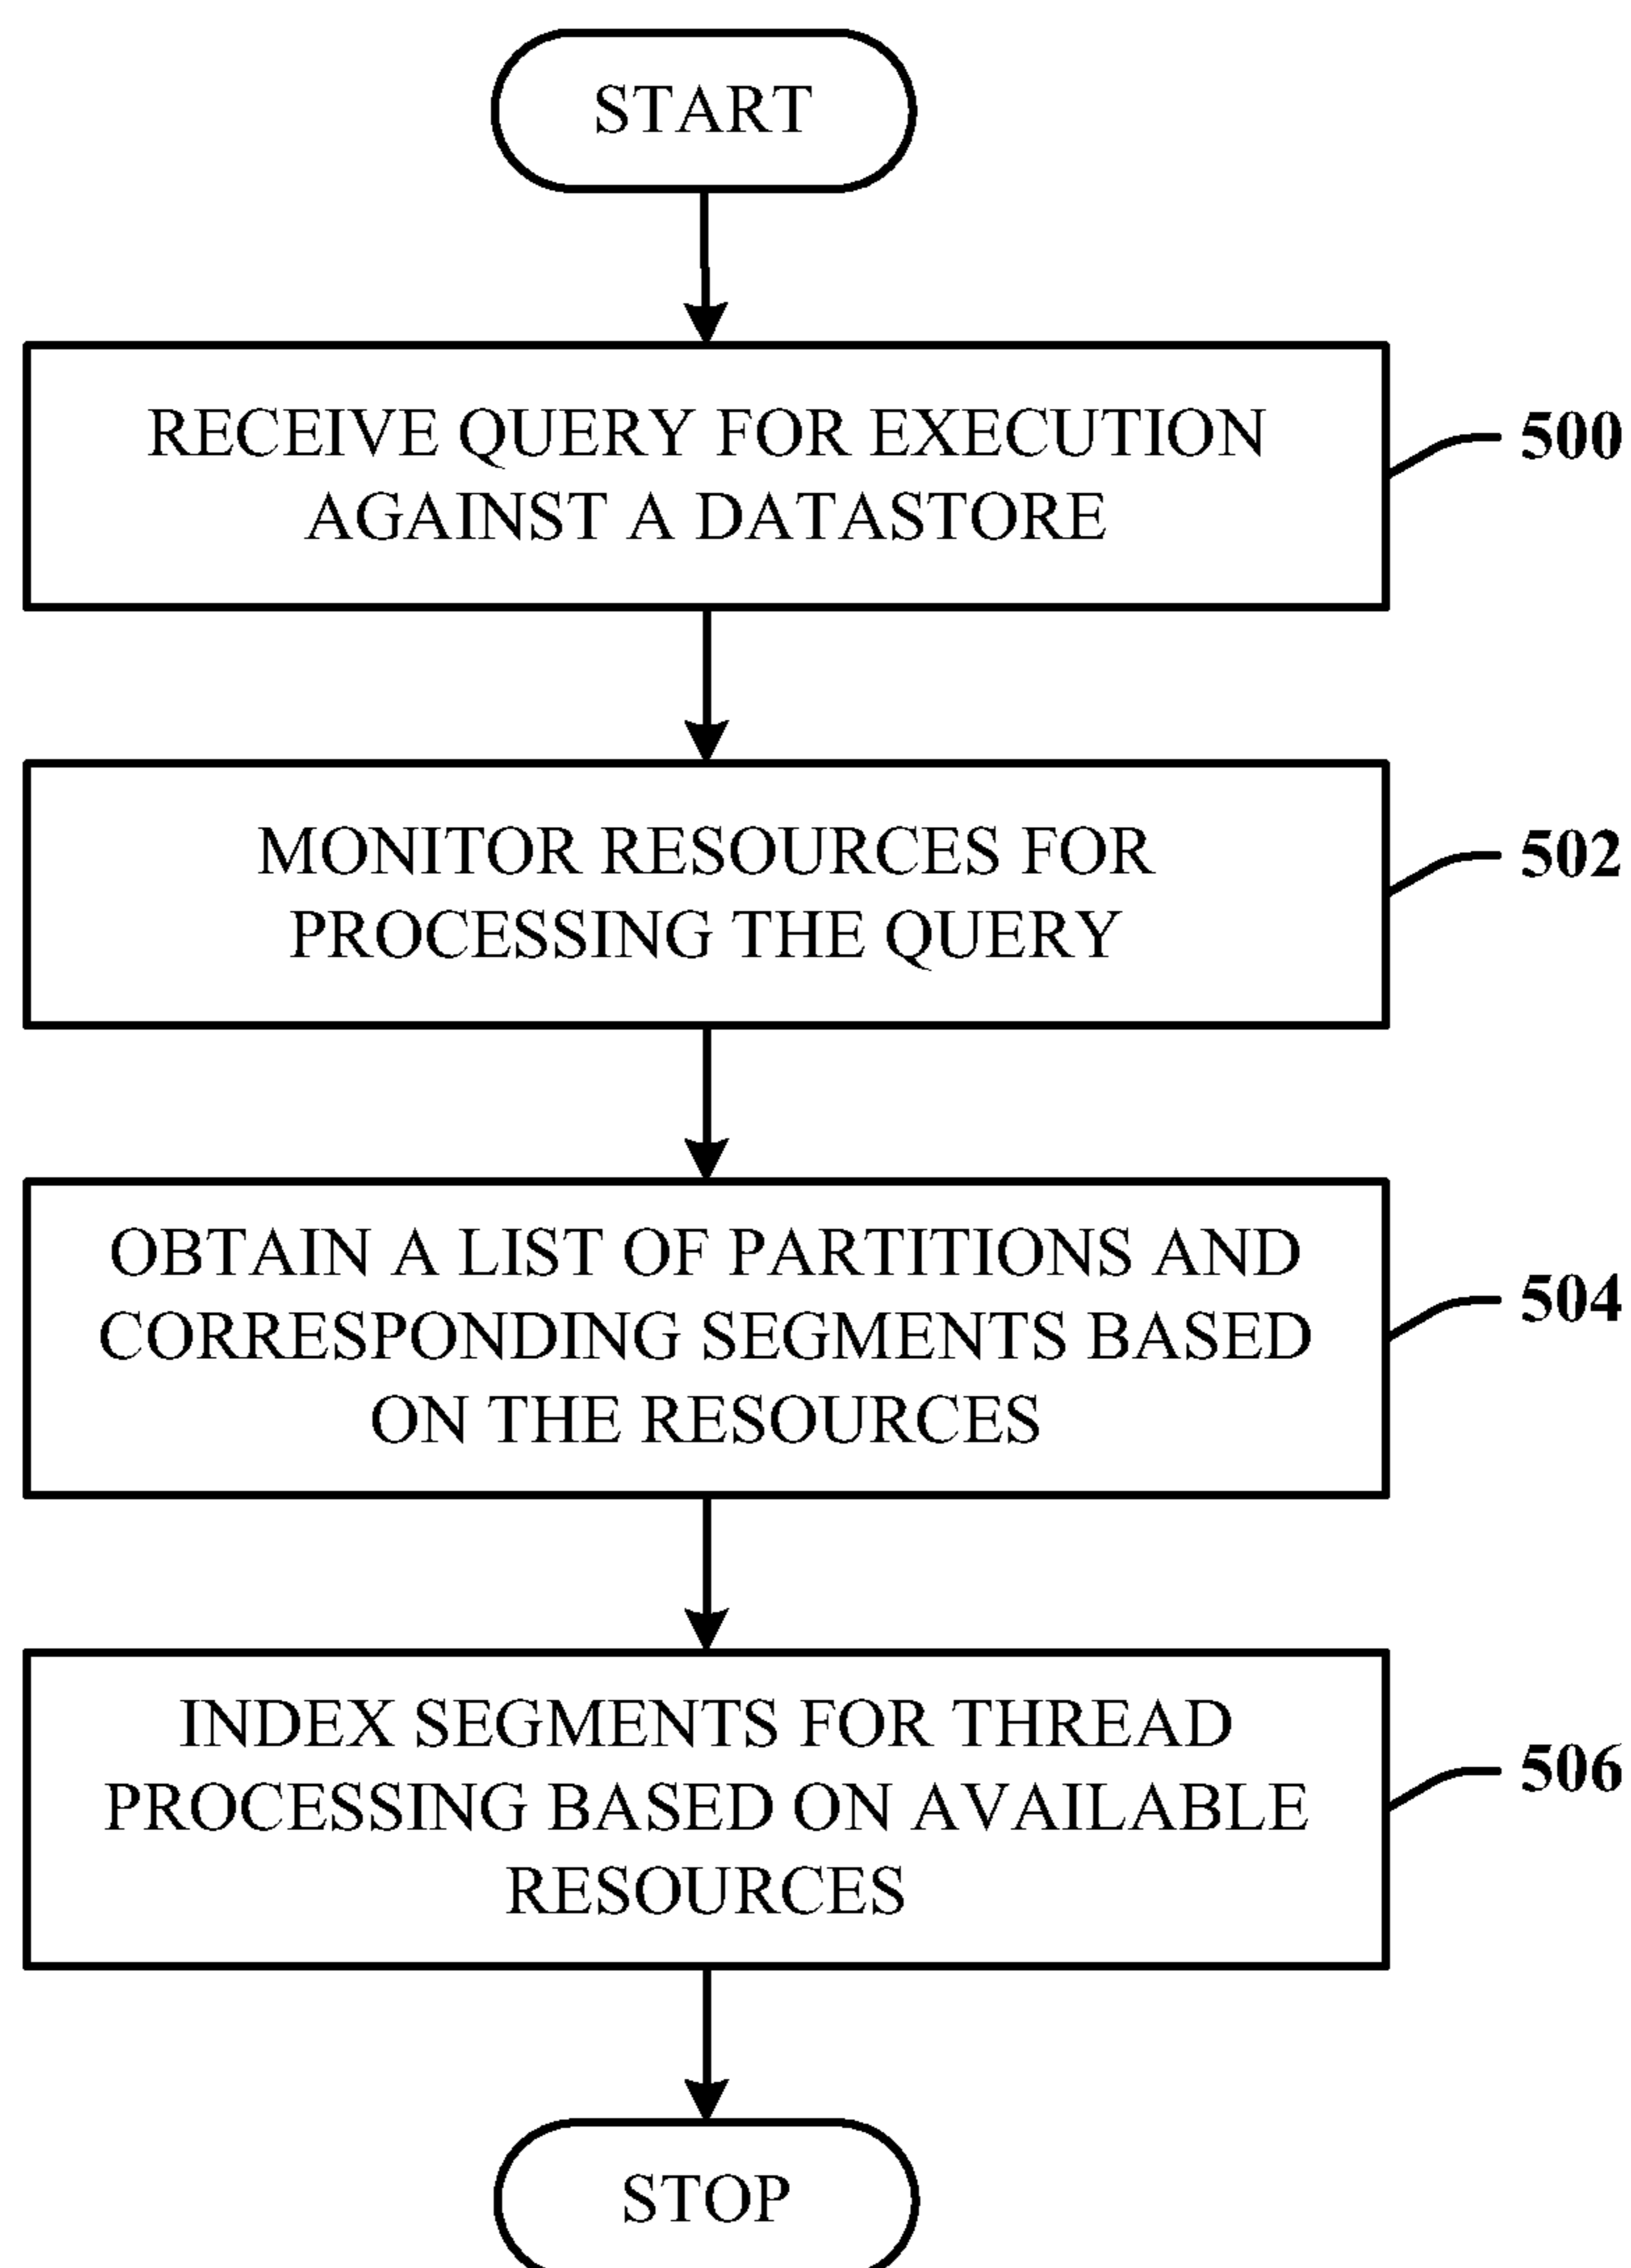 START
RECEIVE QUERY FOR EXECUTION
AGAINST A DATASTORE
500
MONITOR RESOURCES FOR
PROCESSING THE QUERY
502
OBTAIN A LIST OF PARTITIONS AND
CORRESPONDING SEGMENTS BASED
ON THE RESOURCES
504
INDEX SEGMENTS FOR THREAD
PROCESSING BASED ON AVAILABLE
RESOURCES
506
STOP